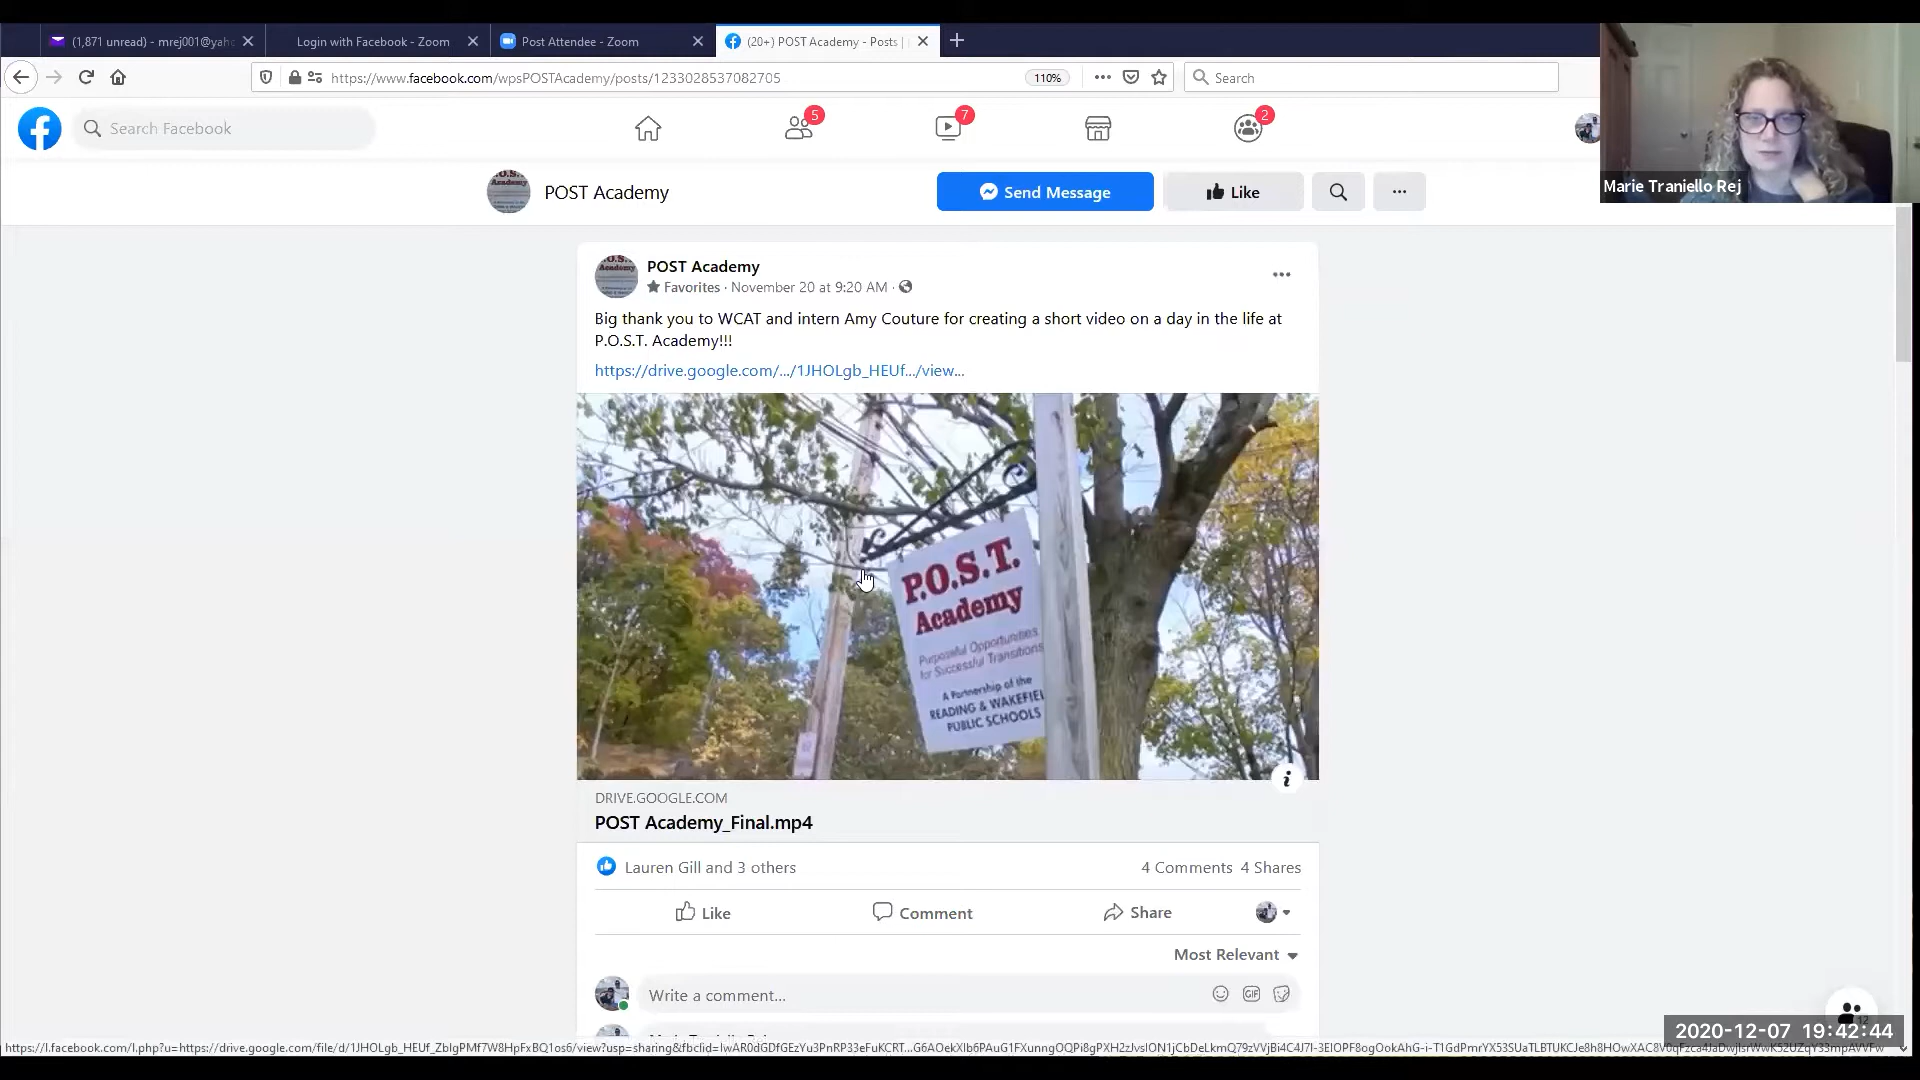 (1,871 unread) - mrej001@yaho
Login with Facebook - Zoom
Post Attendee - Zoom
(20+) POST Academy - Posts |
https://www.facebook.com/wpsPOSTAcademy/posts/1233028537082705
110%
Search
Search Facebook
5
7
2
POST Academy
Send Message
Like
Marie Traniello Rej
POST Academy
Favorites · November 20 at 9:20 AM ·
Big thank you to WCAT and intern Amy Couture for creating a short video on a day in the life at
P.O.S.T. Academy!!!
https://drive.google.com/.../1JHOLgb_HEUf.../view...
P.O.S.T.
Academy
Purposeful Opportunities
for Successful Transitions
A Partnership of the
READING & WAKEFIEL
PUBLIC SCHOOLS
DRIVE.GOOGLE.COM
POST Academy_Final.mp4
Lauren Gill and 3 others
4 Comments 4 Shares
Like
Comment
Share
Most Relevant
Write a comment...
GIF
2020-12-07 19:42:44